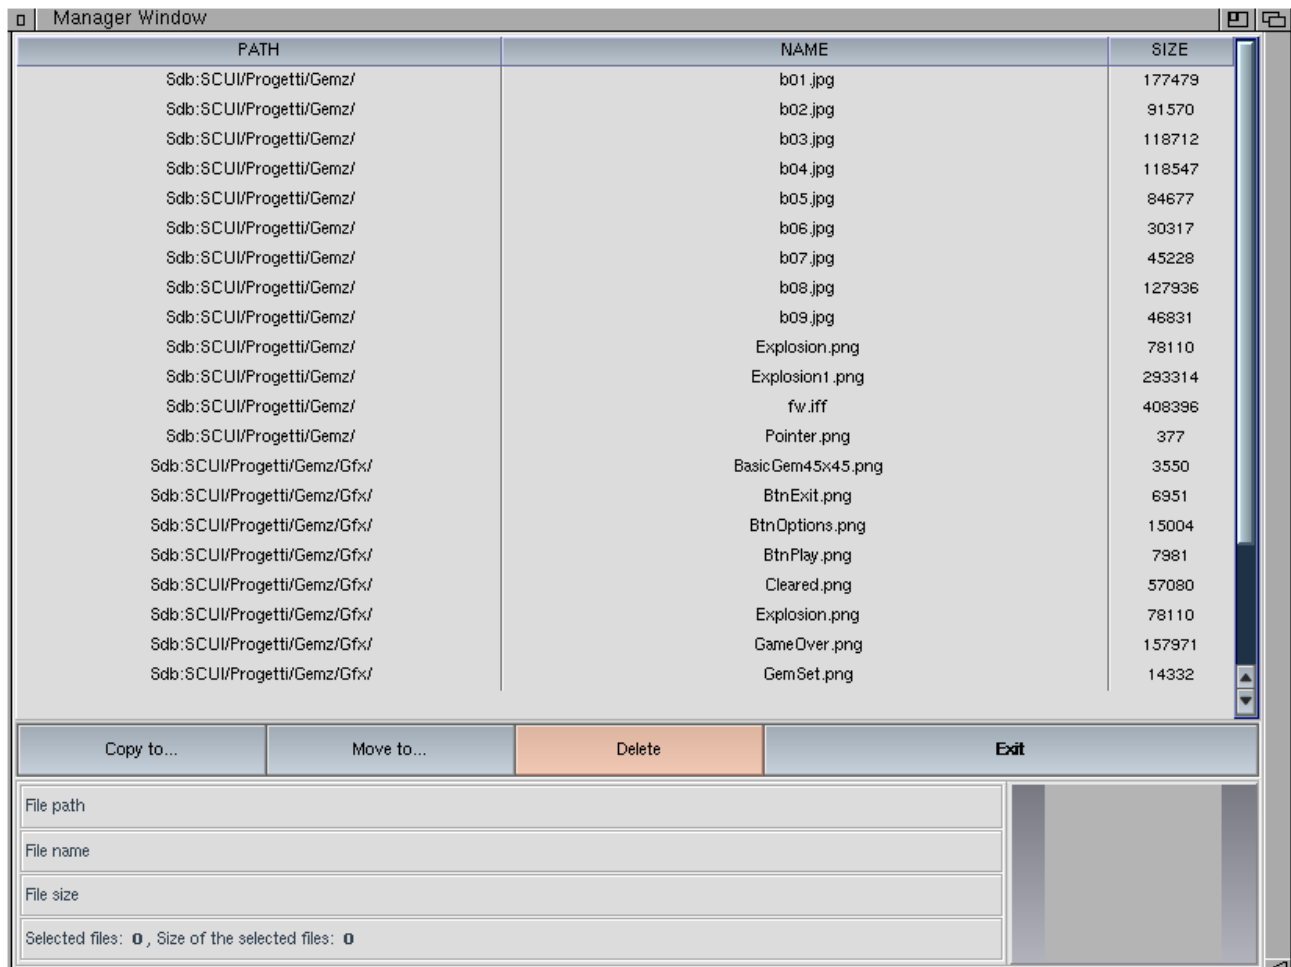 Manager Window
PATH NAME SIZE
Sdb:SCUI/Progetti/Gemz/ b01.jpg 177479
Sdb:SCUI/Progetti/Gemz/ b02.jpg 91570
Sdb:SCUI/Progetti/Gemz/ b03.jpg 118712
Sdb:SCUI/Progetti/Gemz/ b04.jpg 118547
Sdb:SCUI/Progetti/Gemz/ b05.jpg 84677
Sdb:SCUI/Progetti/Gemz/ b06.jpg 30317
Sdb:SCUI/Progetti/Gemz/ b07.jpg 45228
Sdb:SCUI/Progetti/Gemz/ b08.jpg 127936
Sdb:SCUI/Progetti/Gemz/ b09.jpg 46831
Sdb:SCUI/Progetti/Gemz/ Explosion.png 78110
Sdb:SCUI/Progetti/Gemz/ Explosion1.png 293314
Sdb:SCUI/Progetti/Gemz/ fw.iff 408396
Sdb:SCUI/Progetti/Gemz/ Pointer.png 377
Sdb:SCUI/Progetti/Gemz/Gfx/ BasicGem45x45.png 3550
Sdb:SCUI/Progetti/Gemz/Gfx/ BtnExit.png 6951
Sdb:SCUI/Progetti/Gemz/Gfx/ BtnOptions.png 15004
Sdb:SCUI/Progetti/Gemz/Gfx/ BtnPlay.png 7981
Sdb:SCUI/Progetti/Gemz/Gfx/ Cleared.png 57080
Sdb:SCUI/Progetti/Gemz/Gfx/ Explosion.png 78110
Sdb:SCUI/Progetti/Gemz/Gfx/ GameOver.png 157971
Sdb:SCUI/Progetti/Gemz/Gfx/ GemSet.png 14332
Copy to... Move to... Delete Exit
File path
File name
File size
Selected files: 0 , Size of the selected files: 0